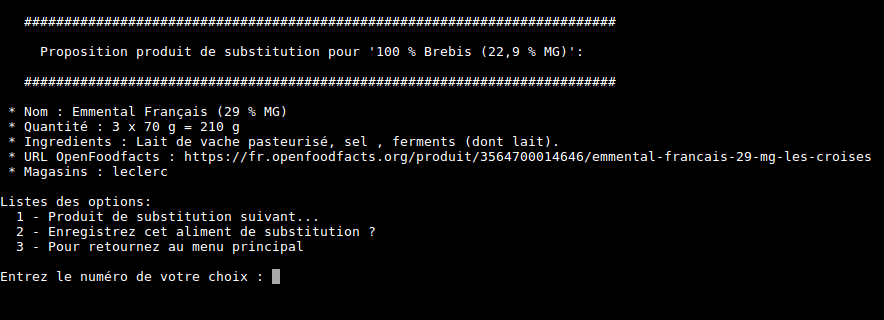 ##########################################################################
Proposition produit de substitution pour '100 % Brebis (22,9 % MG)':
##########################################################################
* Nom : Emmental Français (29 % MG)
* Quantité : 3 x 70 g = 210 g
* Ingredients : Lait de vache pasteurisé, sel , ferments (dont lait).
* URL OpenFoodfacts : https://fr.openfoodfacts.org/produit/3564700014646/emmental-francais-29-mg-les-croises
* Magasins : leclerc
Listes des options:
1 - Produit de substitution suivant...
2 - Enregistrez cet aliment de substitution ?
3 - Pour retournez au menu principal
Entrez le numéro de votre choix :